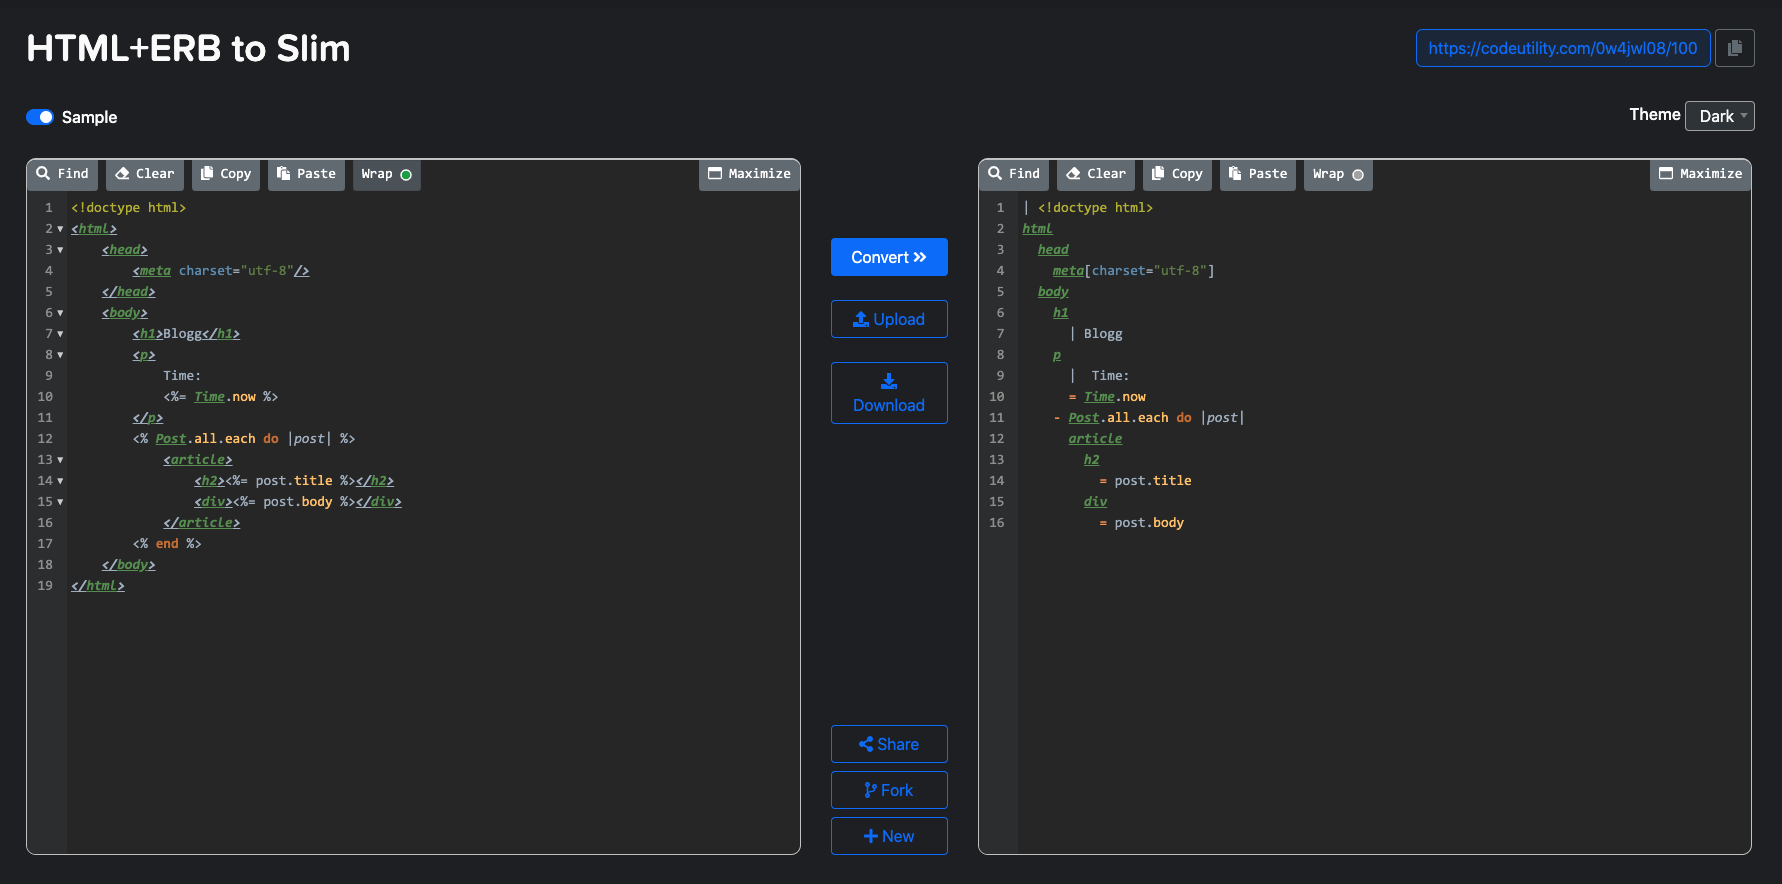 HTML+ERB to Slim
https://codeutility.com/0w4jwl08/100
Sample
Theme Dark
Find Clear Copy Paste Wrap Maximize
1 <!doctype html>
2 <html>
3 <head>
4 <meta charset="utf-8"/>
5 </head>
6 <body>
7 <h1>Blogg</h1>
8 <p>
9 Time:
10 <%= Time.now %>
11 </p>
12 <% Post.all.each do |post| %>
13 <article>
14 <h2><%= post.title %></h2>
15 <div><%= post.body %></div>
16 </article>
17 <% end %>
18 </body>
19 </html>
Convert
Upload
Download
Share
Fork
New
Find Clear Copy Paste Wrap Maximize
1 | <!doctype html>
2 html
3 head
4 meta[charset="utf-8"]
5 body
6 h1
7 | Blogg
8 p
9 | Time:
10 = Time.now
11 - Post.all.each do |post|
12 article
13 h2
14 = post.title
15 div
16 = post.body